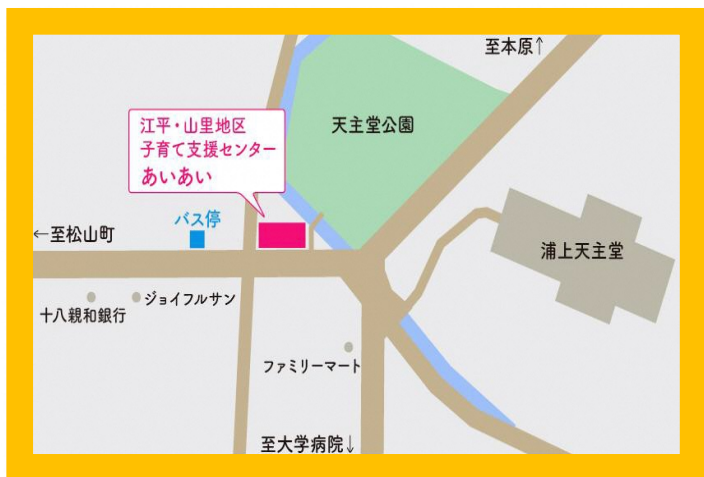 至本原↑
天主堂公園
江平・山里地区
子育て支援センター
あいあい
バス停
←至松山町
浦上天主堂
ジョイフルサン
十八親和銀行
ファミリーマート
至大学病院↓